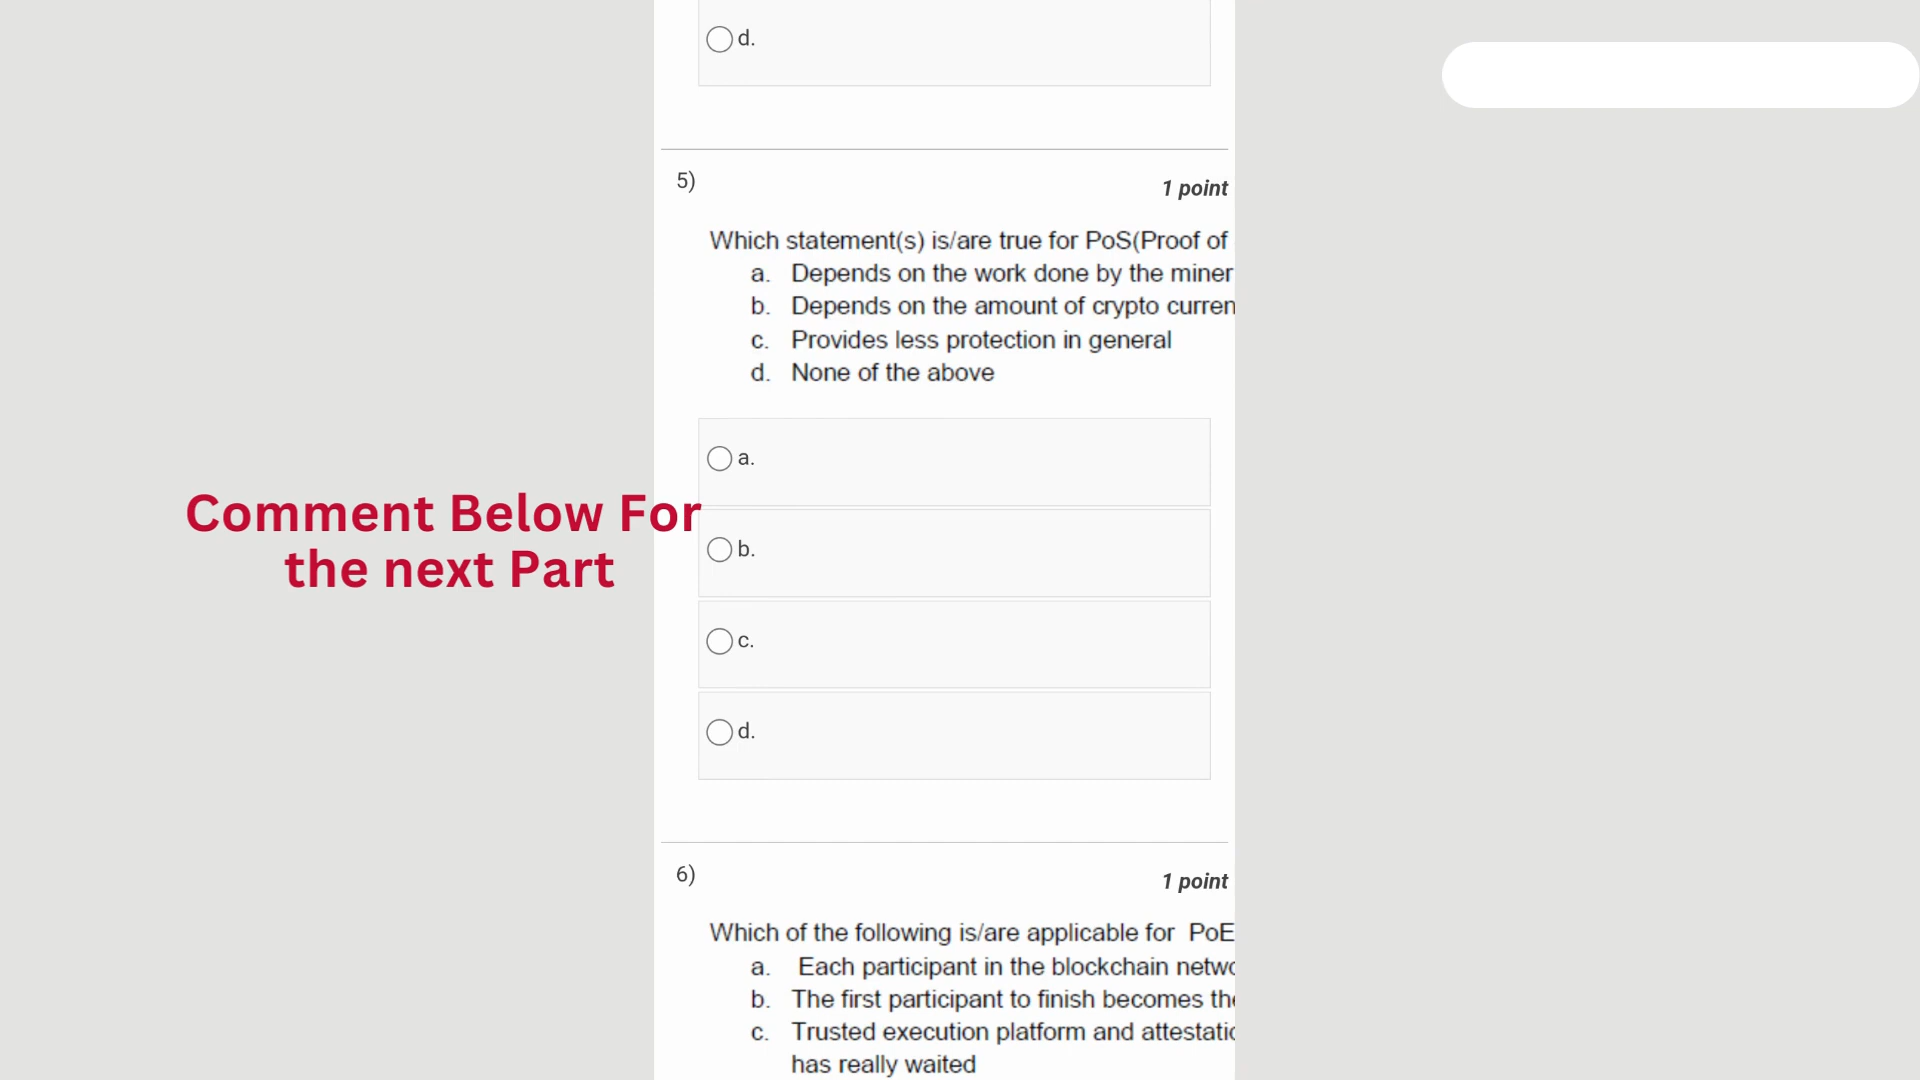 d.
5)
1 point
Which statement(s) is/are true for PoS(Proof of
a. Depends on the work done by the miner
b. Depends on the amount of crypto curren
c. Provides less protection in general
d. None of the above
a.
b.
c.
d.
Comment Below For
the next Part
6)
1 point
Which of the following is/are applicable for PoE
a. Each participant in the blockchain netwo
b. The first participant to finish becomes the
c. Trusted execution platform and attestatio
has really waited